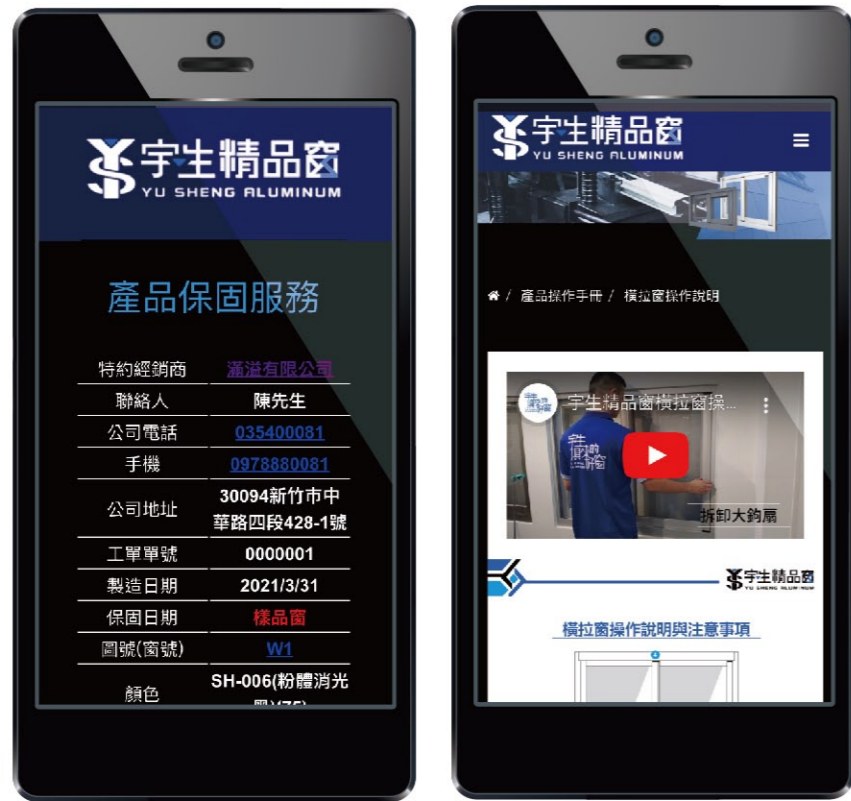 宇生精品窗
YU SHENG ALUMINUM
產品保固服務
特約經銷商 滿溢有限公司
聯絡人 陳先生
公司電話 035400081
手機 0978880081
公司地址 30094新竹市中
華路四段428-1號
工單單號 0000001
製造日期 2021/3/31
保固日期 樣品窗
圖號(窗號) W1
顏色 SH-006(粉體消光
宇生精品窗
YU SHENG ALUMINUM
/ 產品操作手冊 / 橫拉窗操作說明
宇生精品窗橫拉窗操...
拆卸大鈎扇
宇生精品窗
YU SHENG ALUMINUM
橫拉窗操作說明與注意事項